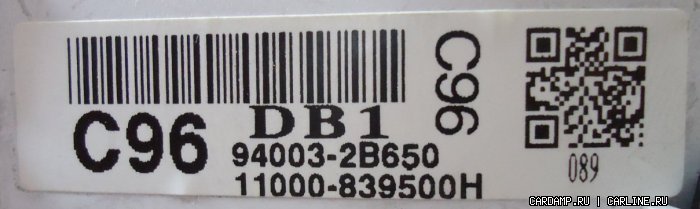 C96
DB1
94003-2B650
11000-839500H
C96
089
CARDAMP.RU | CARLINE.RU